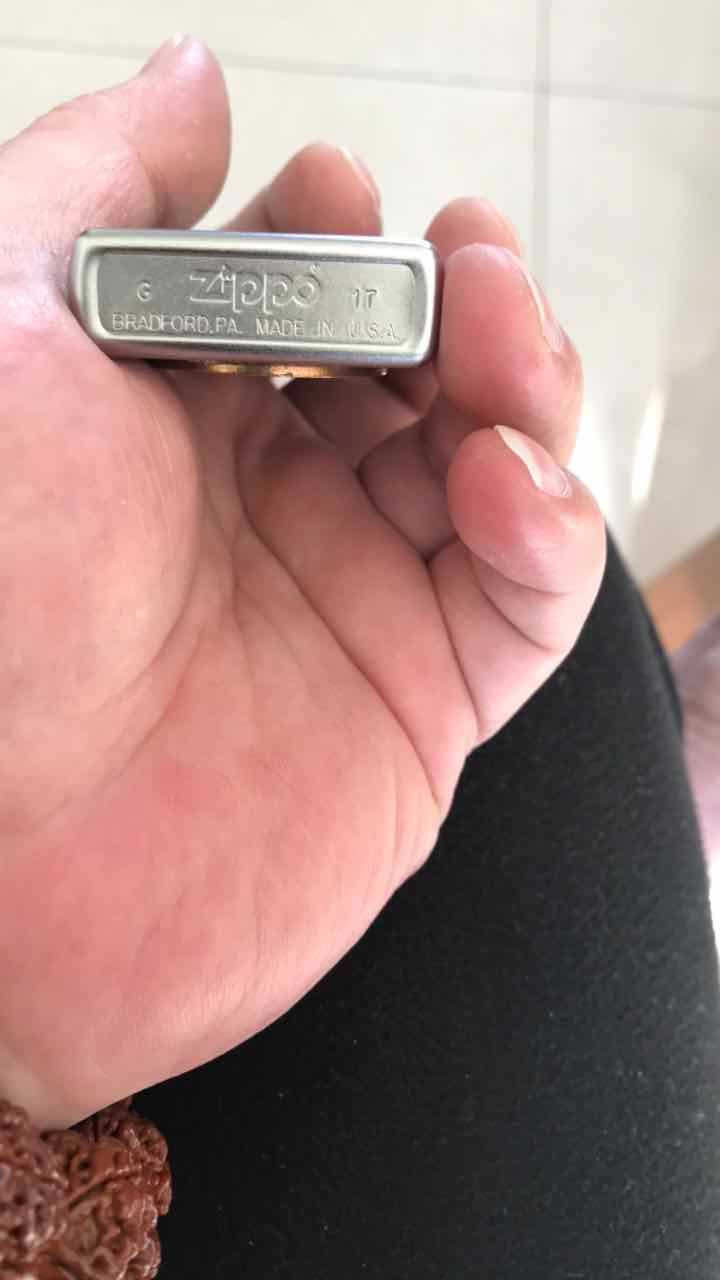 G zippo 17
BRADFORD, PA. MADE IN U.S.A.